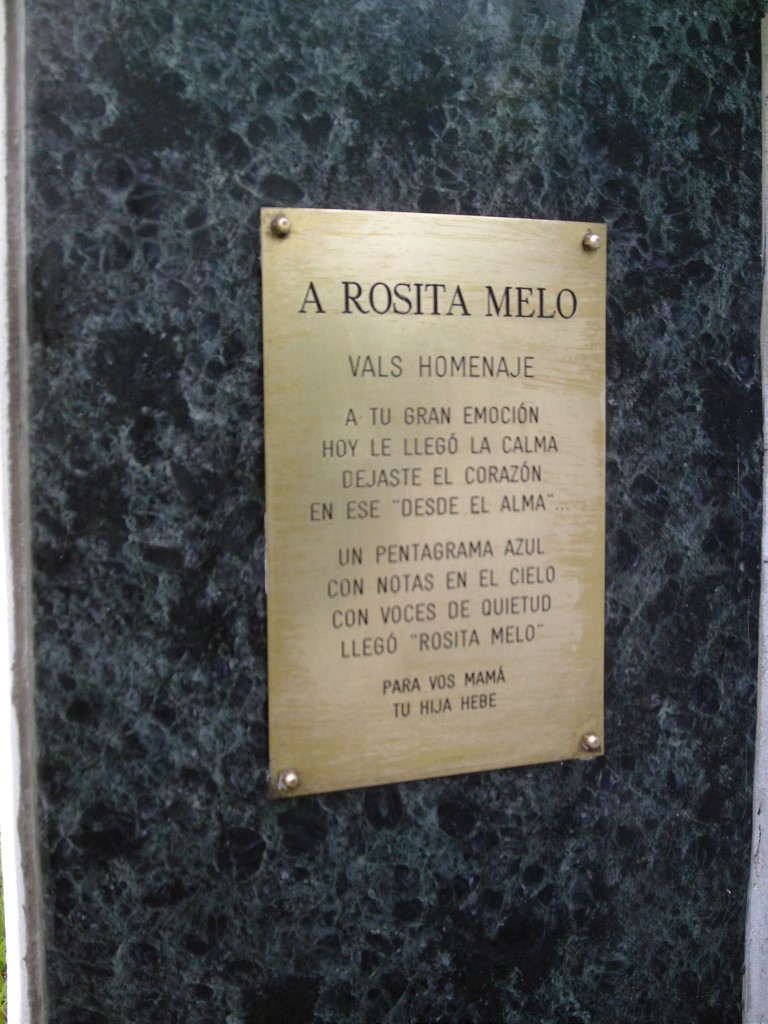 A ROSITA MELO
VALS HOMENAJE
A TU GRAN EMOCIÓN
HOY LE LLEGÓ LA CALMA
DEJASTE EL CORAZÓN
EN ESE "DESDE EL ALMA"...
UN PENTAGRAMA AZUL
CON NOTAS EN EL CIELO
CON VOCES DE QUIETUD
LLEGÓ "ROSITA MELO"
PARA VOS MAMÁ
TU HIJA HEBE